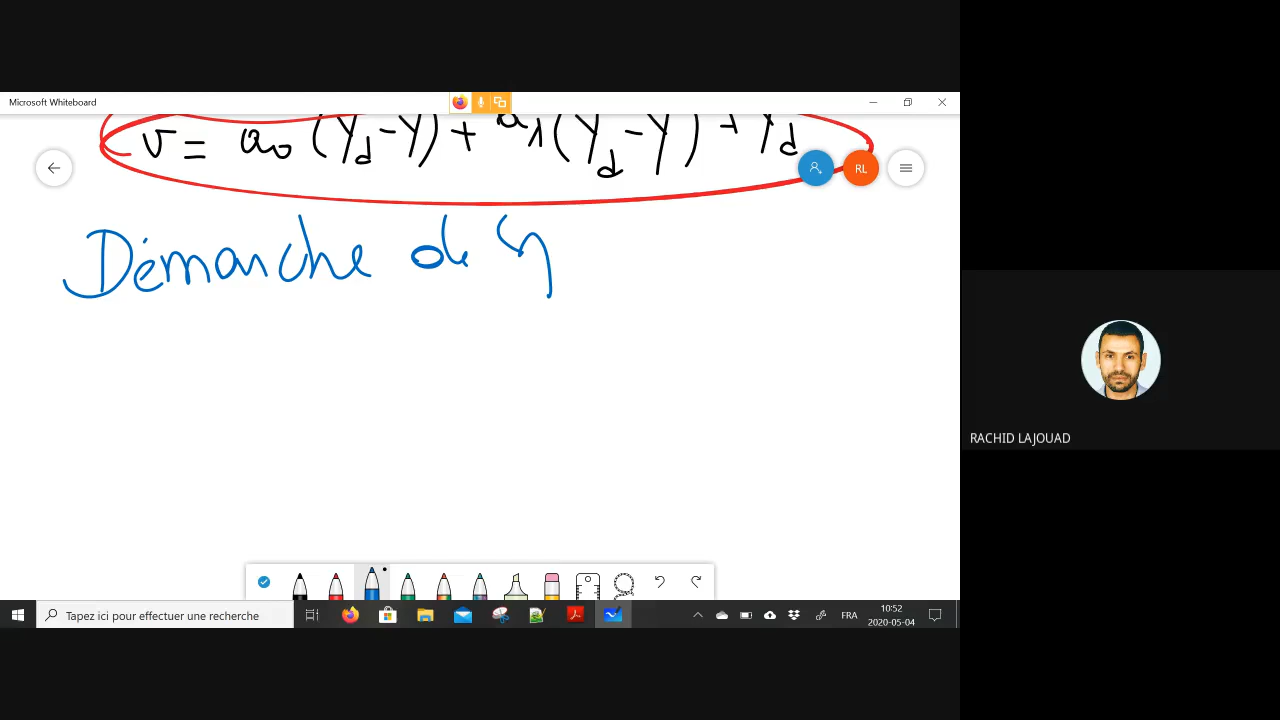 Microsoft Whiteboard
v = a₀ (y_d - y) + a₁ (y_d - y) + y_d
RL
Démarche de
RACHID LAJOUAD
Tapez ici pour effectuer une recherche
FRA
10:52
2020-05-04